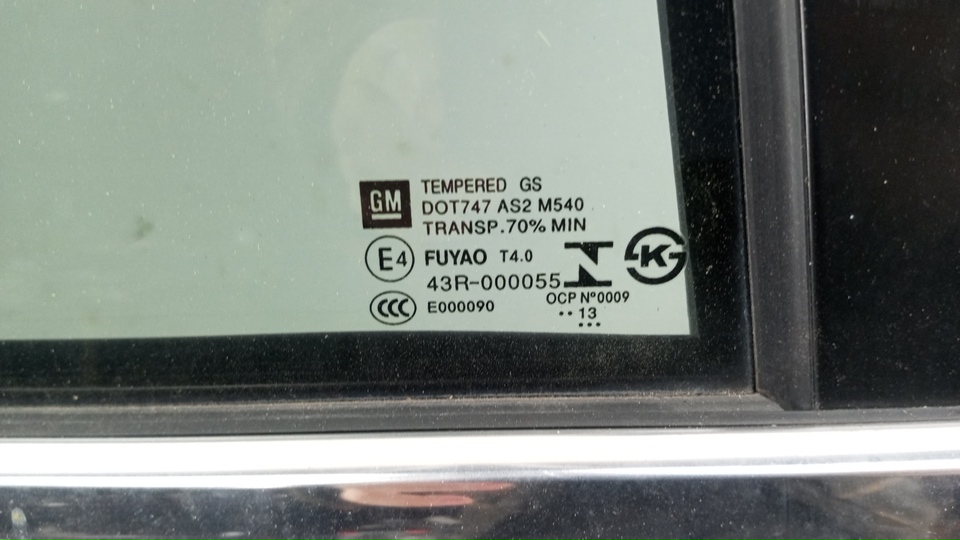 GM
TEMPERED GS
DOT747 AS2 M540
TRANSP.70% MIN
E4
FUYAO T4.0
43R-000055
N
K
CCC
E000090
OCP Nº0009
•• 13
•••